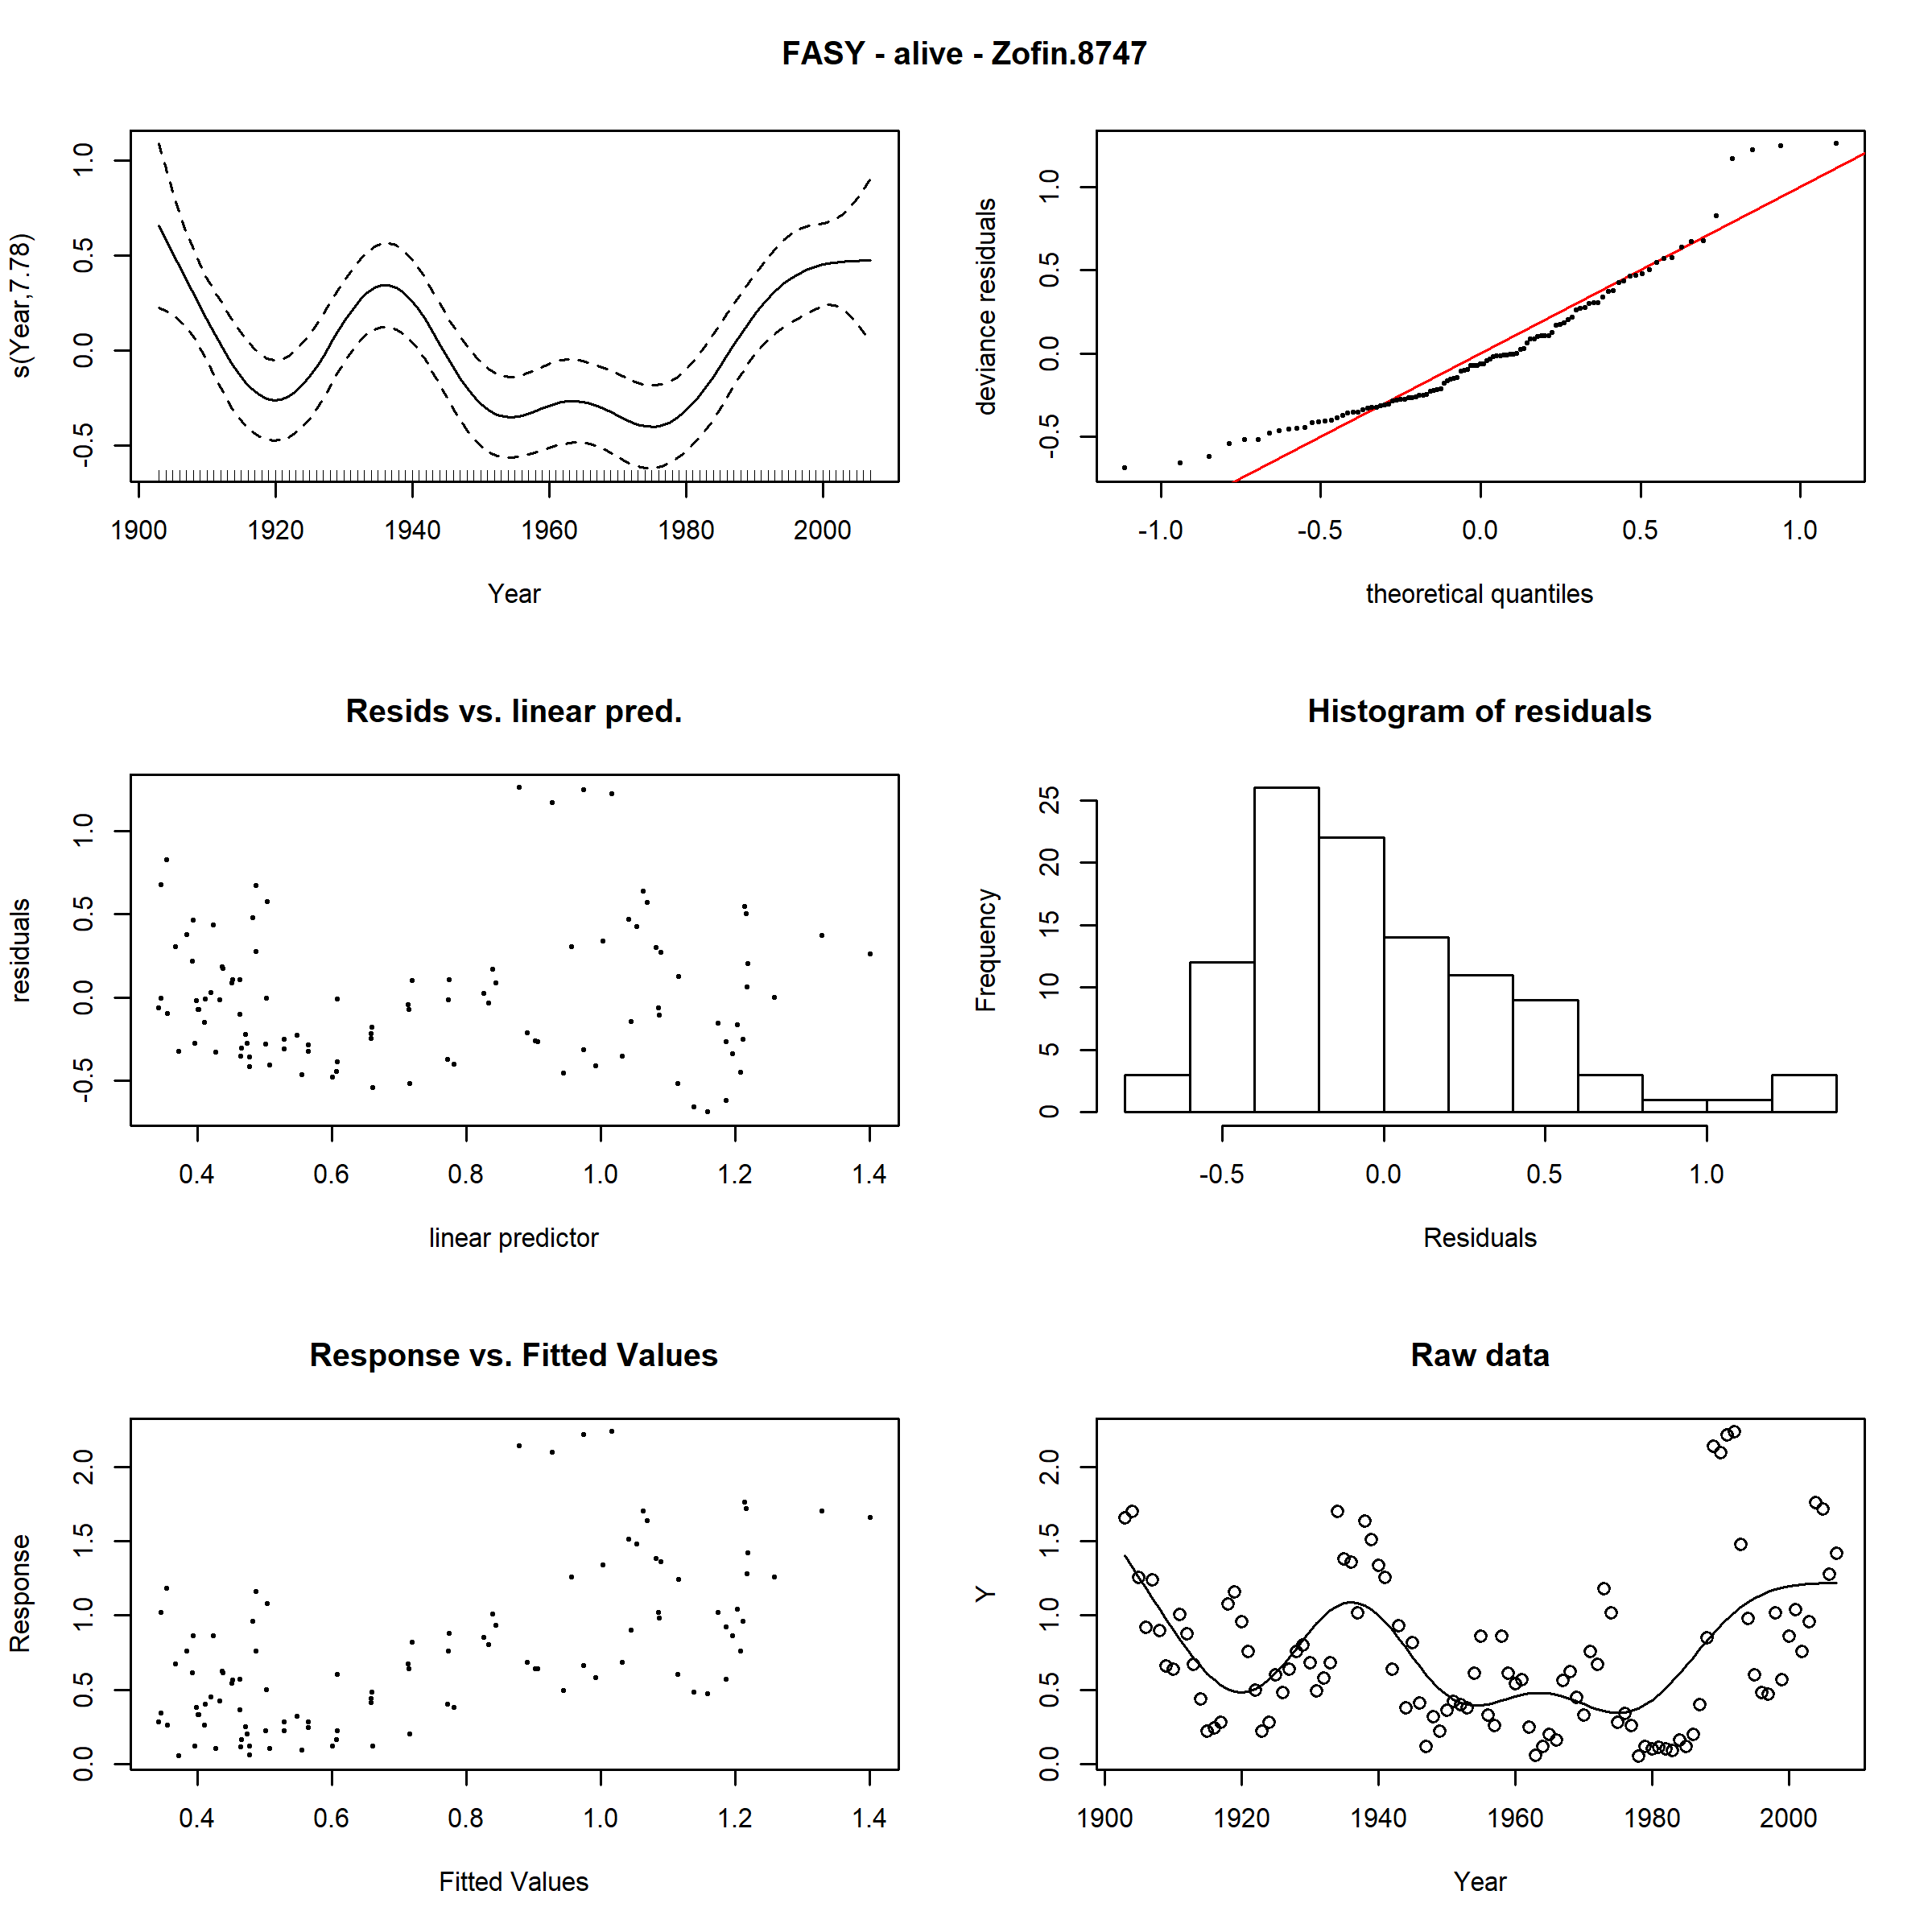 FASY - alive - Zofin.8747
s(Year,7.78)
1.0
0.5
0.0
-0.5
1900 1920 1940 1960 1980 2000
Year
deviance residuals
1.0
0.5
0.0
-0.5
-1.0 -0.5 0.0 0.5 1.0
theoretical quantiles
Resids vs. linear pred.
residuals
1.0
0.5
0.0
-0.5
0.4 0.6 0.8 1.0 1.2 1.4
linear predictor
Histogram of residuals
Frequency
25
20
15
10
5
0
-0.5 0.0 0.5 1.0
Residuals
Response vs. Fitted Values
Response
2.0
1.5
1.0
0.5
0.0
0.4 0.6 0.8 1.0 1.2 1.4
Fitted Values
Raw data
Y
2.0
1.5
1.0
0.5
0.0
1900 1920 1940 1960 1980 2000
Year